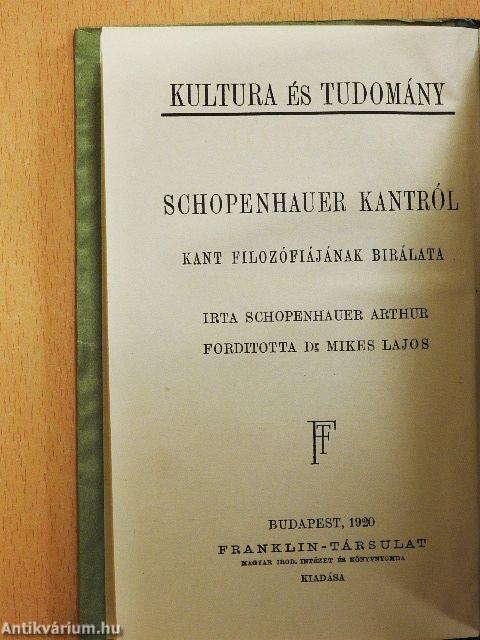 KULTURA ÉS TUDOMÁNY
SCHOPENHAUER KANTRÓL
KANT FILOZÓFIÁJÁNAK BIRÁLATA
IRTA SCHOPENHAUER ARTHUR
FORDITOTTA Dr MIKES LAJOS
FT
BUDAPEST, 1920
FRANKLIN-TÁRSULAT
MAGYAR IROD. INTÉZET ÉS KÖNYVNYOMDA
KIADÁSA
Antikvárium.hu